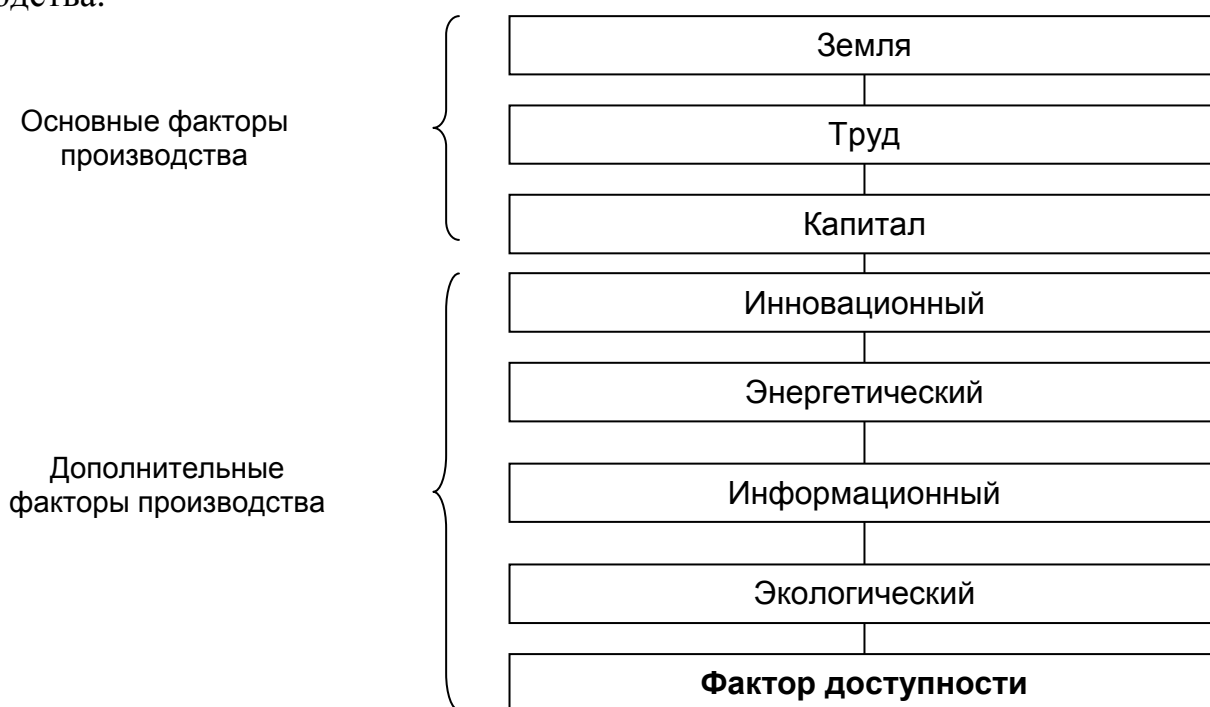 Земля
Основные факторы
производства
Труд
Капитал
Инновационный
Энергетический
Дополнительные
факторы производства
Информационный
Экологический
Фактор доступности